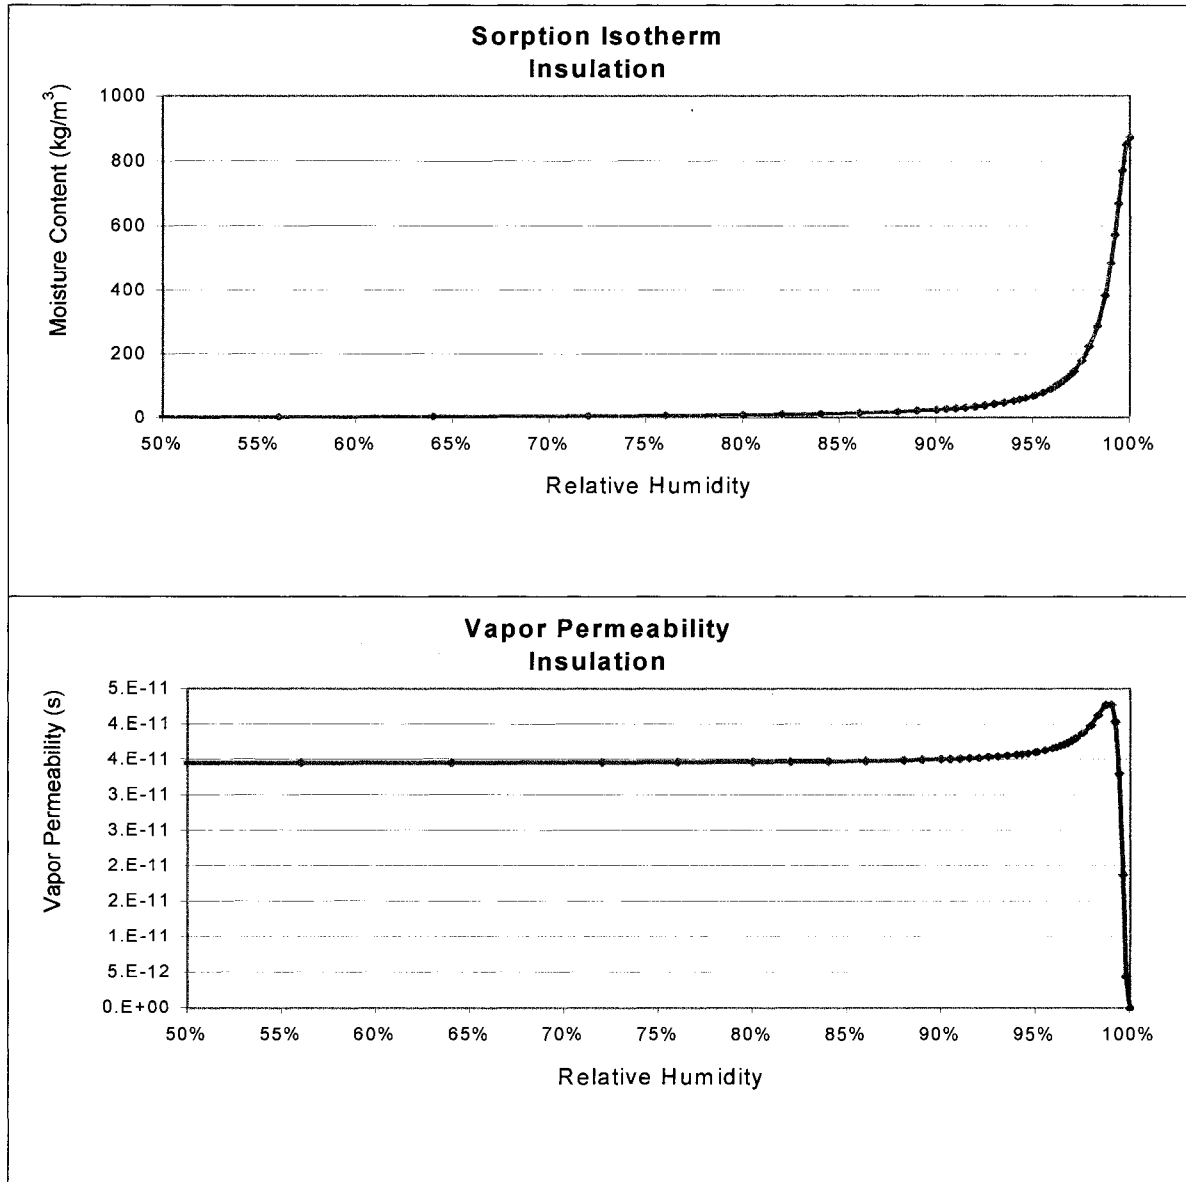 Sorption Isotherm
Insulation
Moisture Content (kg/m³)
1000
800
600
400
200
0
50% 55% 60% 65% 70% 75% 80% 85% 90% 95% 100%
Relative Humidity
Vapor Permeability
Insulation
Vapor Permeability (s)
5.E-11
4.E-11
4.E-11
3.E-11
3.E-11
2.E-11
2.E-11
1.E-11
5.E-12
0.E+00
50% 55% 60% 65% 70% 75% 80% 85% 90% 95% 100%
Relative Humidity